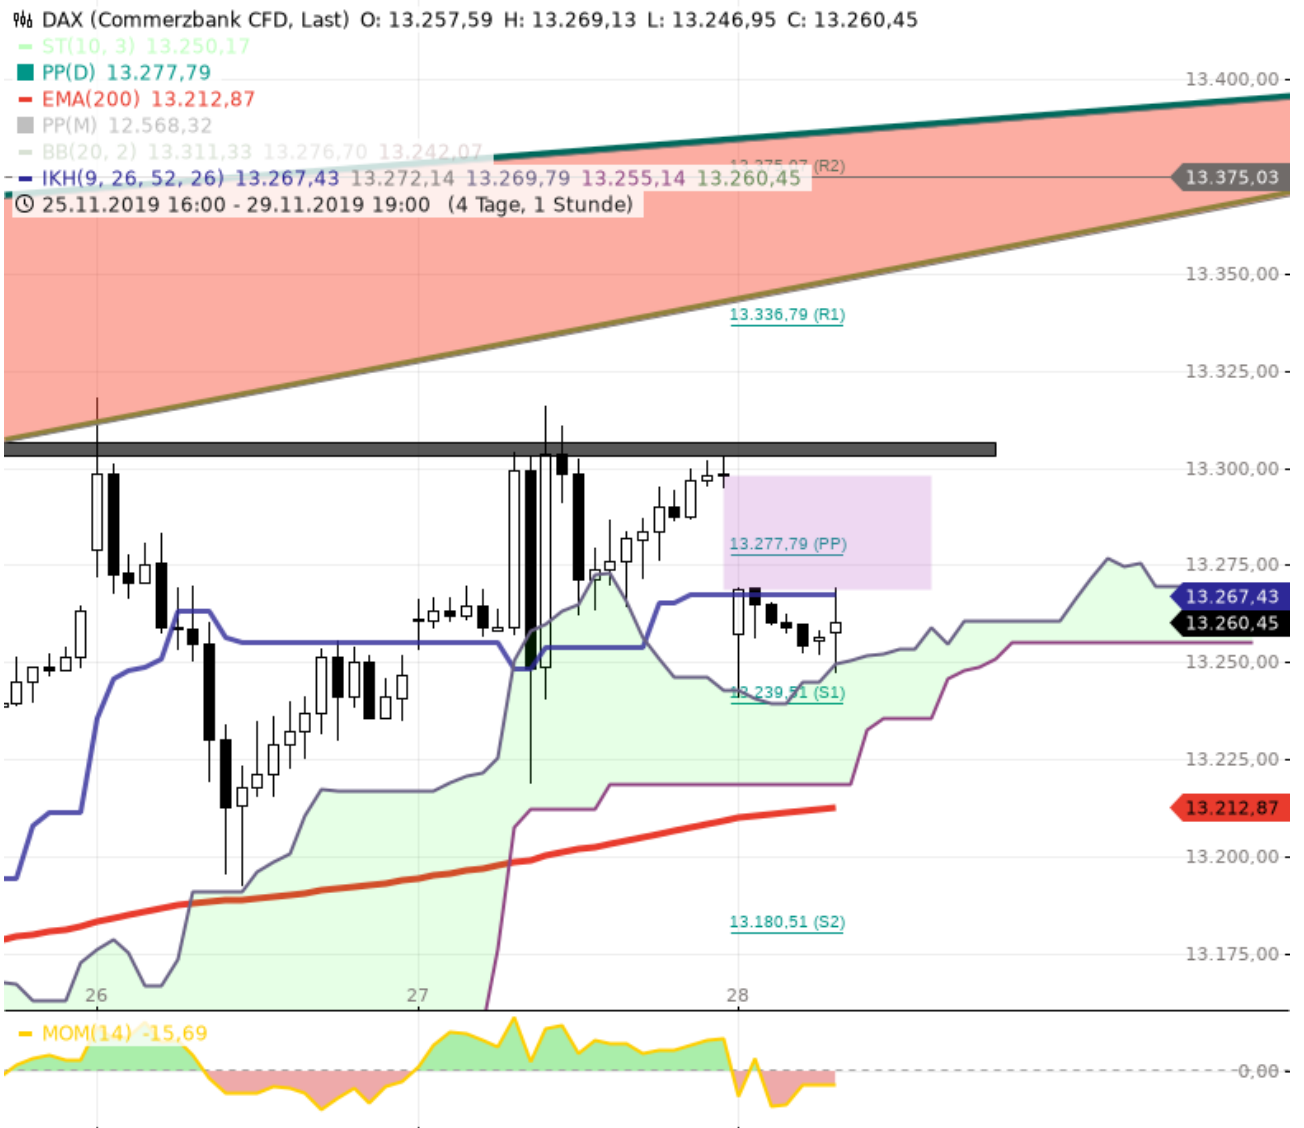 DAX (Commerzbank CFD, Last) O: 13.257,59 H: 13.269,13 L: 13.246,95 C: 13.260,45
ST(10, 3) 13.250,17
PP(D) 13.277,79
EMA(200) 13.212,87
PP(M) 12.568,32
BB(20, 2) 13.311,33 13.276,70 13.242,07
IKH(9, 26, 52, 26) 13.267,43 13.272,14 13.269,79 13.255,14 13.260,45
25.11.2019 16:00 - 29.11.2019 19:00 (4 Tage, 1 Stunde)
13.400,00
(R2)
13.375,03
13.350,00
13.336,79 (R1)
13.325,00
13.300,00
13.277,79 (PP)
13.275,00
13.267,43
13.260,45
13.250,00
13.239,51 (S1)
13.225,00
13.212,87
13.200,00
13.180,51 (S2)
13.175,00
26
27
28
MOM(14) -15,69
0,00